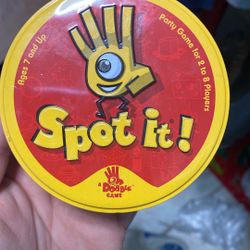 Ages 7 and Up
Party Game for 2 to 8 Players
Spot it!
A
Dobble
GAME